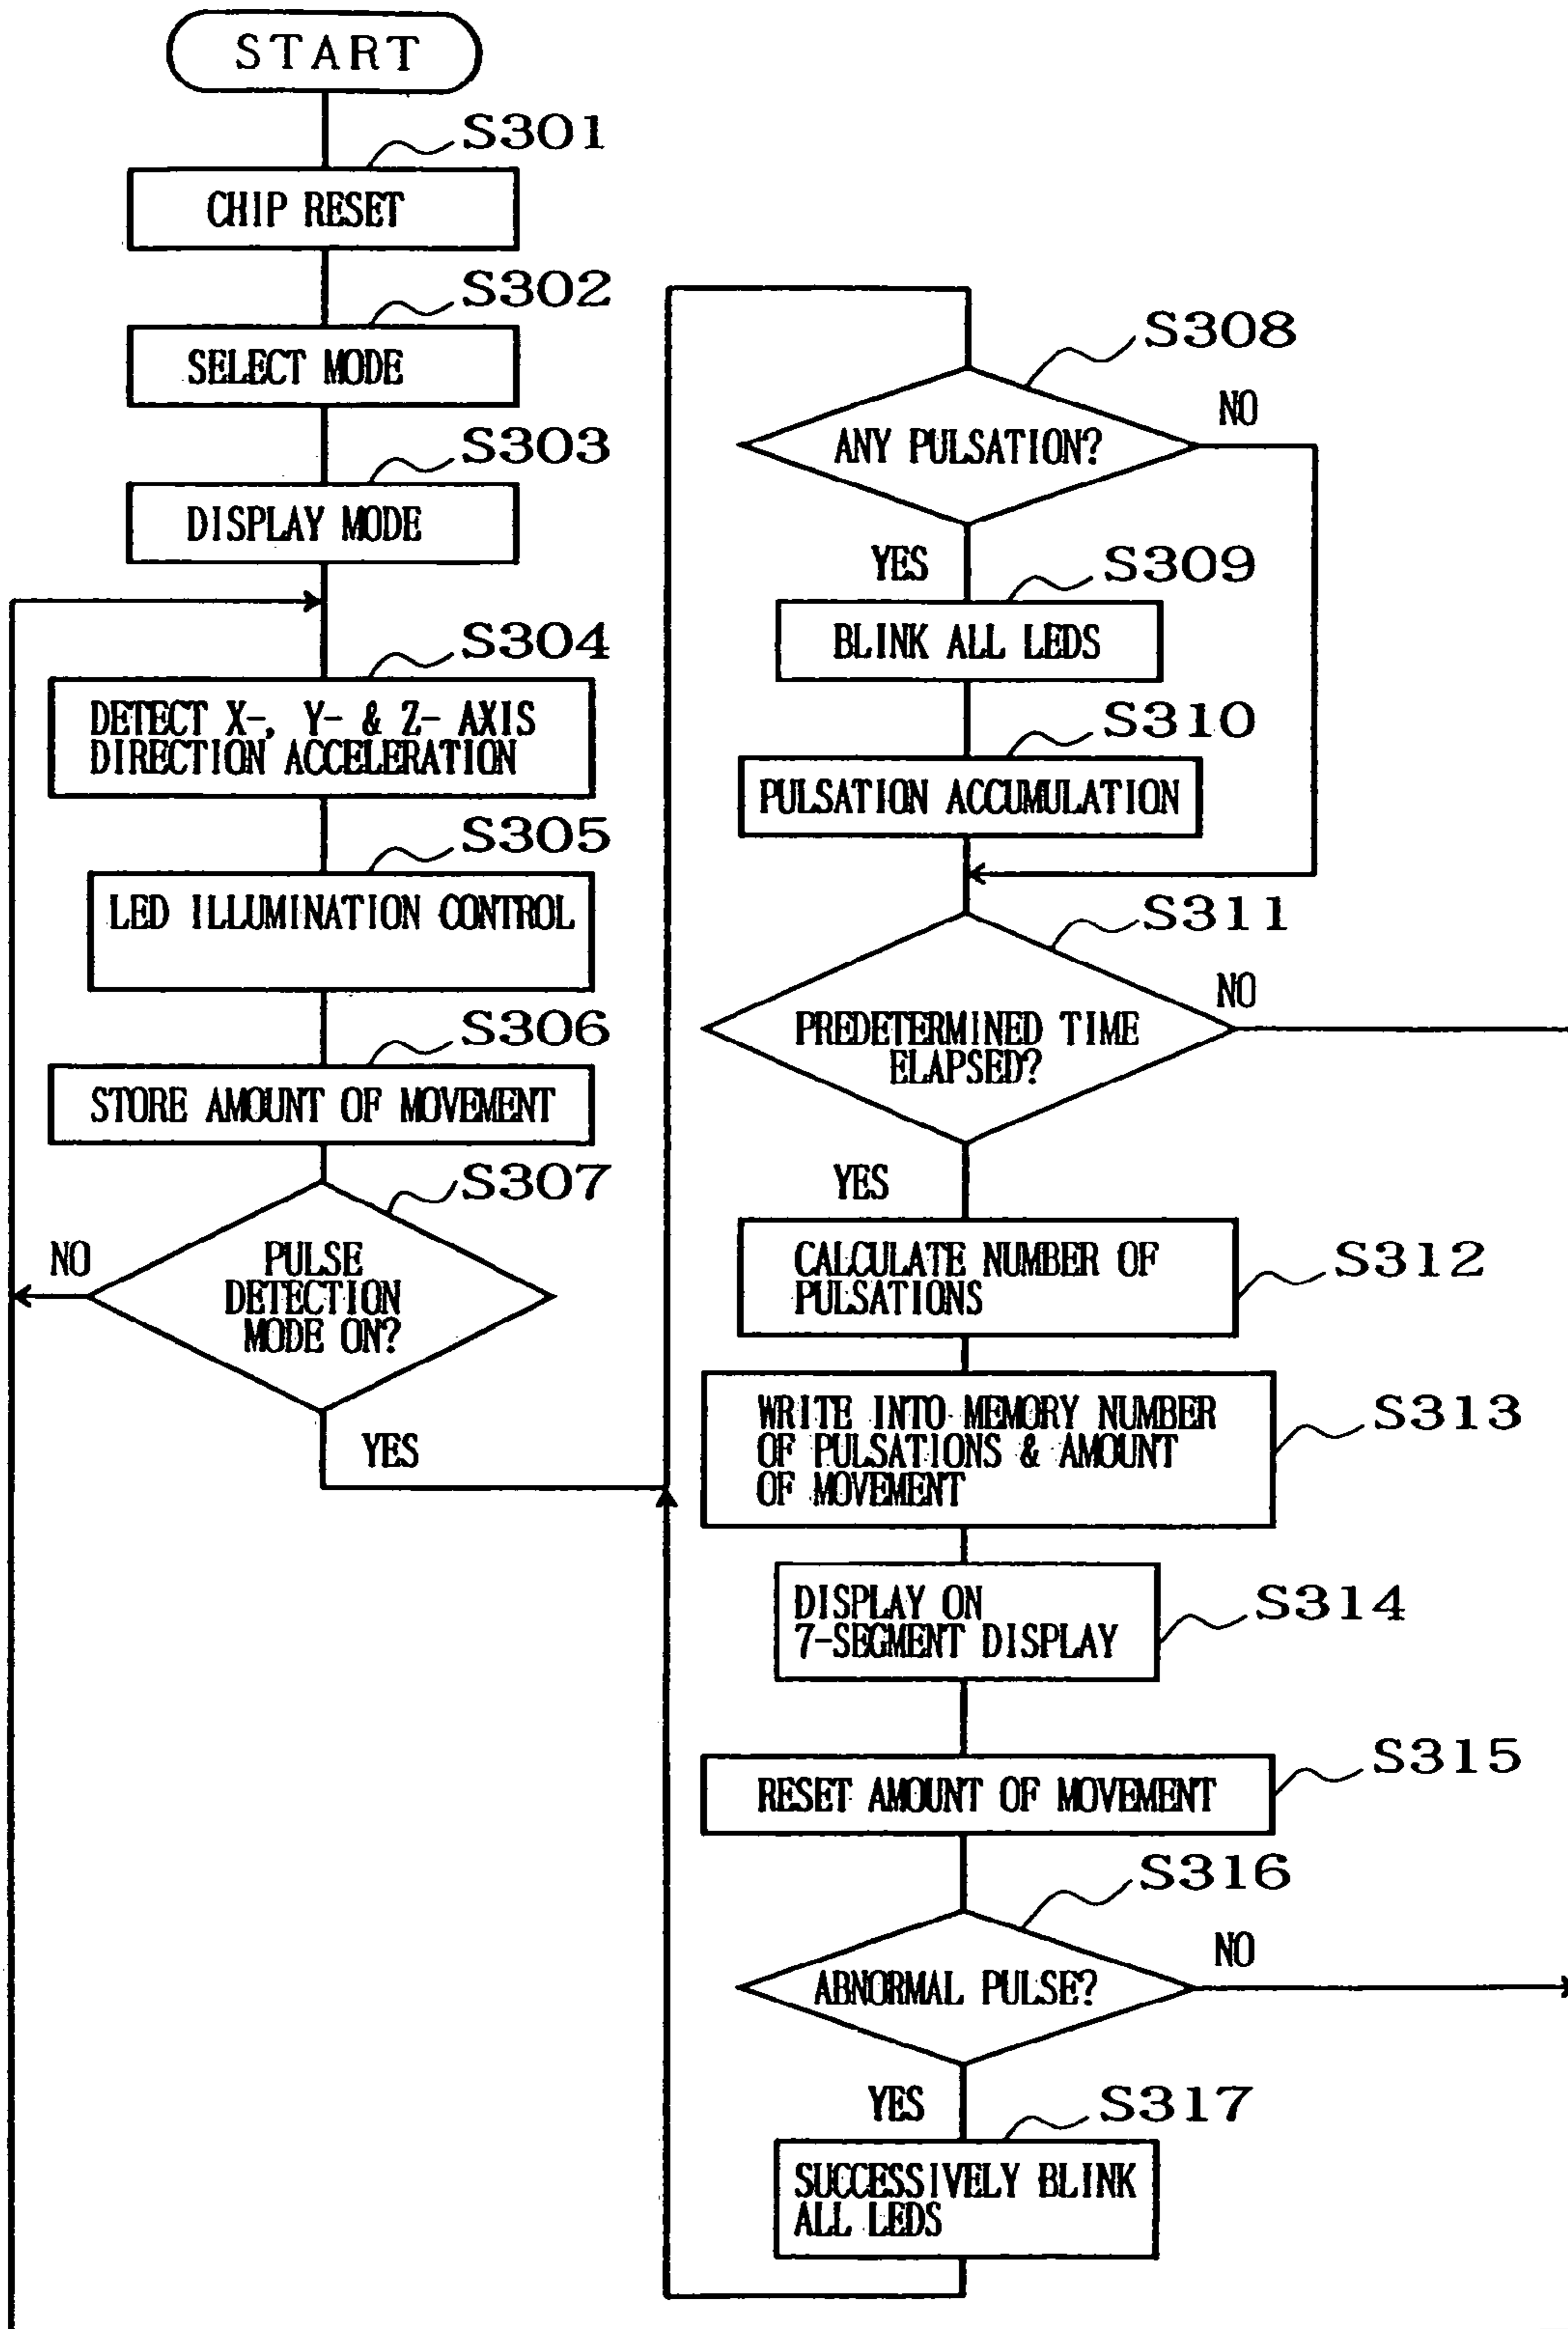 START
S301
CHIP RESET
S302
SELECT MODE
S303
DISPLAY MODE
S304
DETECT X-, Y- & Z- AXIS
DIRECTION ACCELERATION
S305
LED ILLUMINATION CONTROL
S306
STORE AMOUNT OF MOVEMENT
S307
NO
PULSE
DETECTION
MODE ON?
YES
S308
NO
ANY PULSATION?
YES
S309
BLINK ALL LEDS
S310
PULSATION ACCUMULATION
S311
NO
PREDETERMINED TIME
ELAPSED?
YES
S312
CALCULATE NUMBER OF
PULSATIONS
S313
WRITE INTO MEMORY NUMBER
OF PULSATIONS & AMOUNT
OF MOVEMENT
S314
DISPLAY ON
7-SEGMENT DISPLAY
S315
RESET AMOUNT OF MOVEMENT
S316
NO
ABNORMAL PULSE?
YES
S317
SUCCESSIVELY BLINK
ALL LEDS